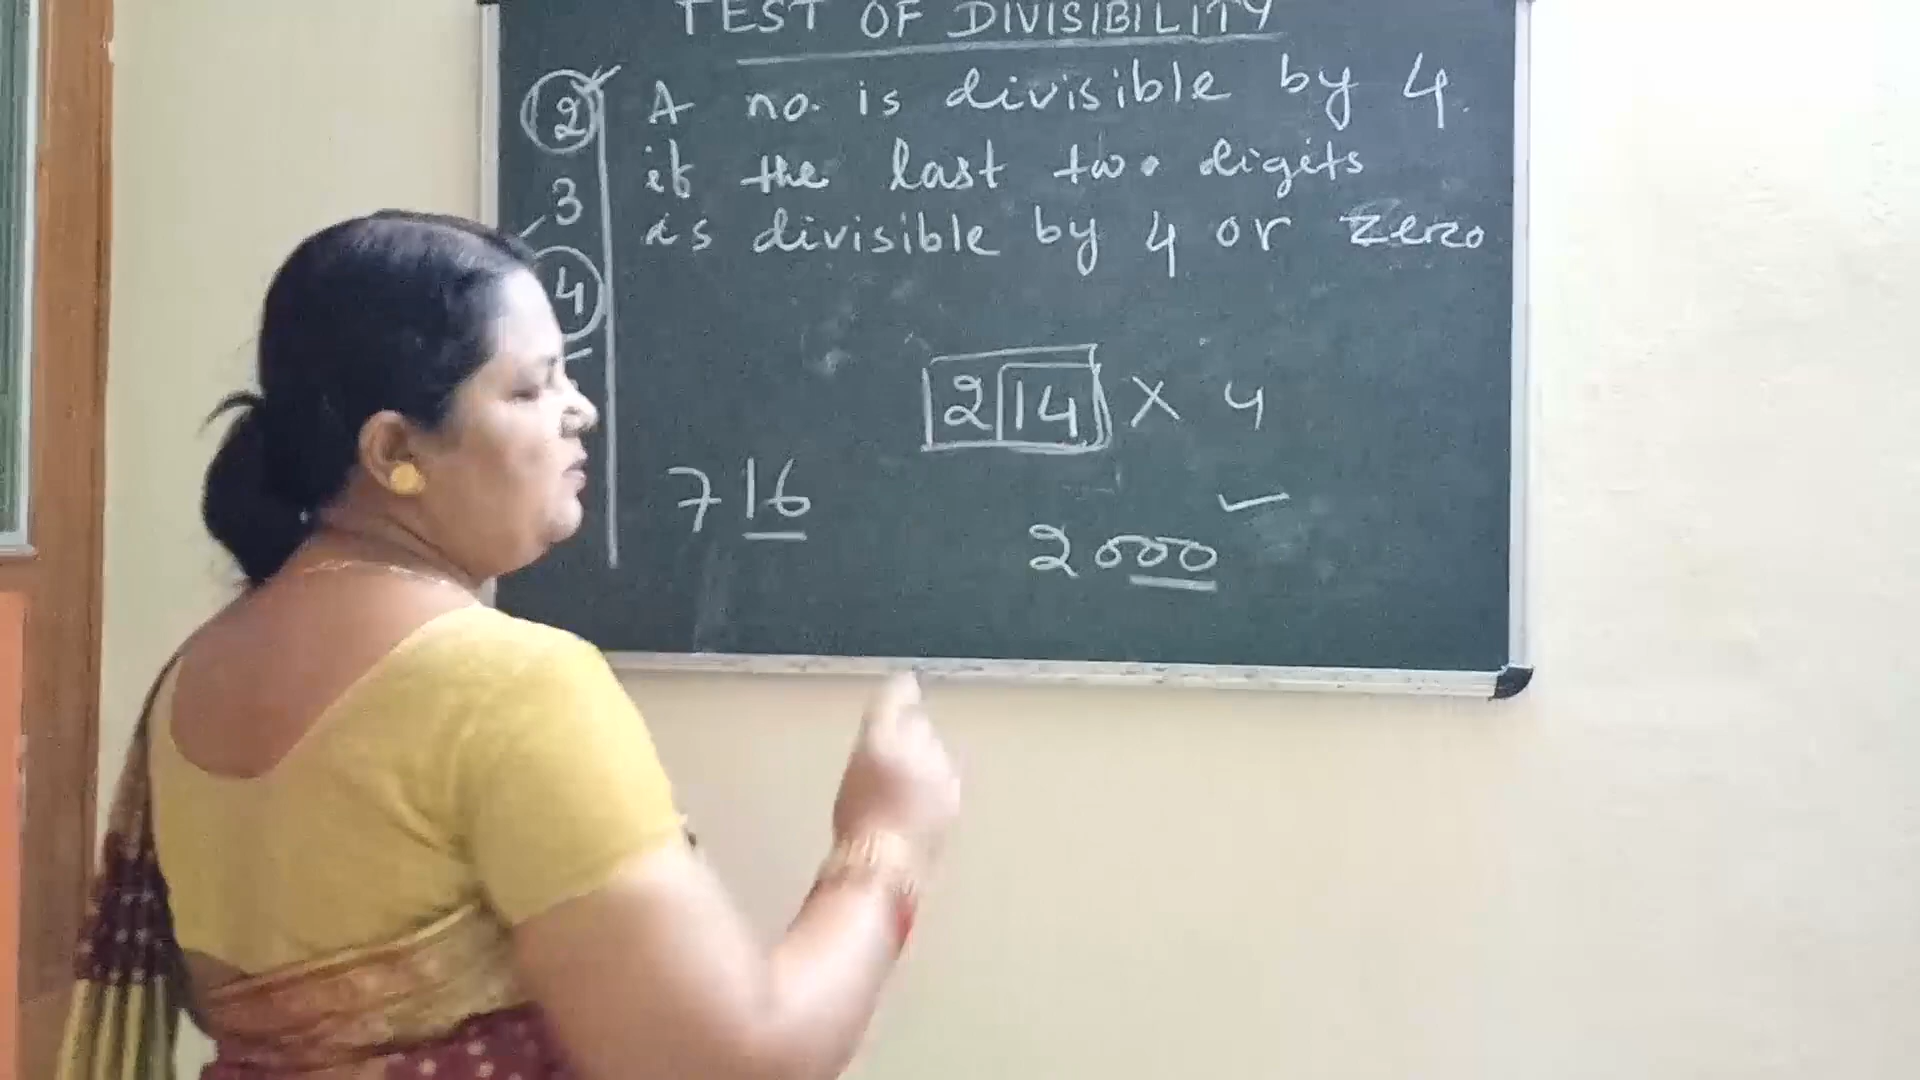 TEST OF DIVISIBILITY
2
3
4
A no. is divisible by 4.
if the last two digits
is divisible by 4 or zero
214 X 4
716
2000